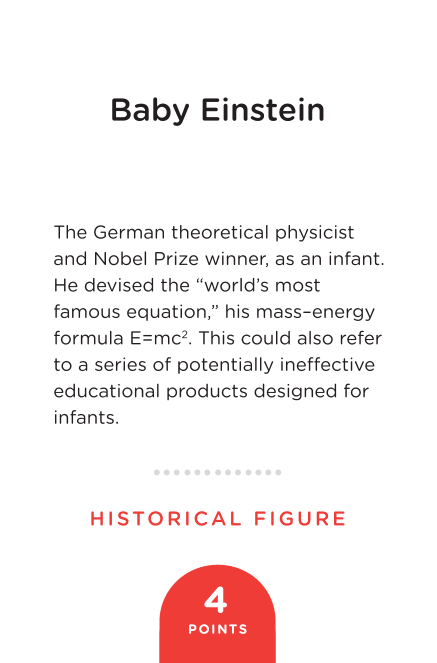 Baby Einstein
The German theoretical physicist
and Nobel Prize winner, as an infant.
He devised the “world’s most
famous equation,” his mass–energy
formula E=mc². This could also refer
to a series of potentially ineffective
educational products designed for
infants.
HISTORICAL FIGURE
4
POINTS